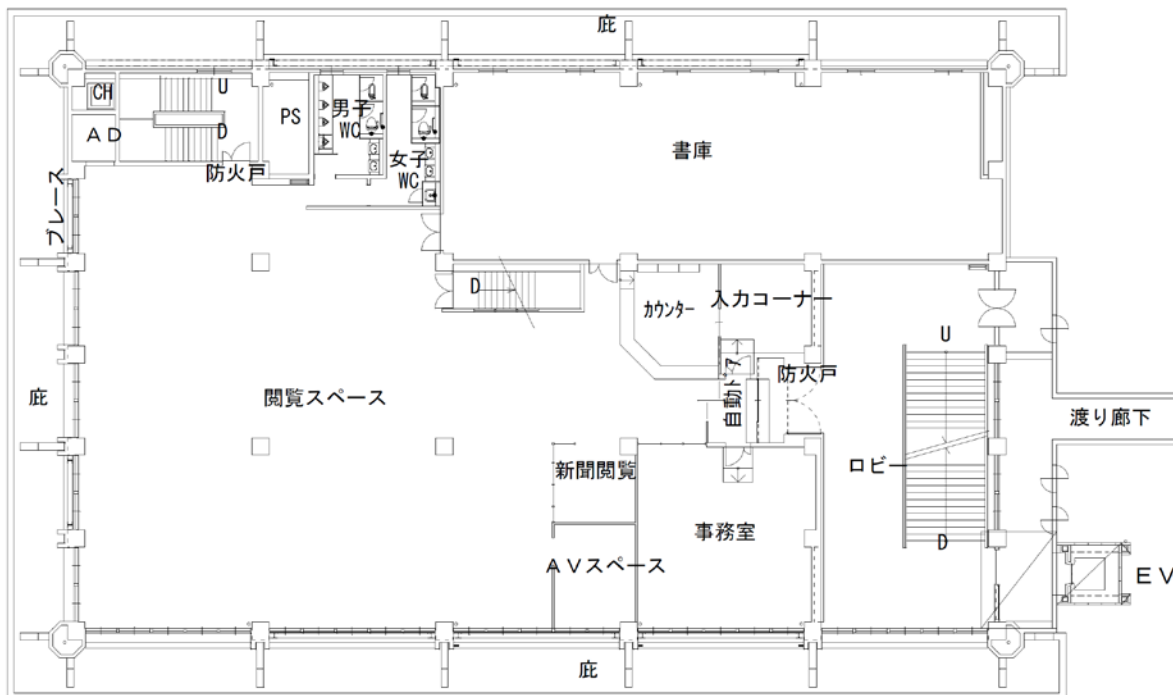 庇
CH
U
AD
D
PS
男子
WC
女子
WC
防火戸
書庫
ブレース
D
カウンター
入力コーナー
U
自動ドア
防火戸
庇
閲覧スペース
渡り廊下
新聞閲覧
ロビー
事務室
AVスペース
D
EV
庇